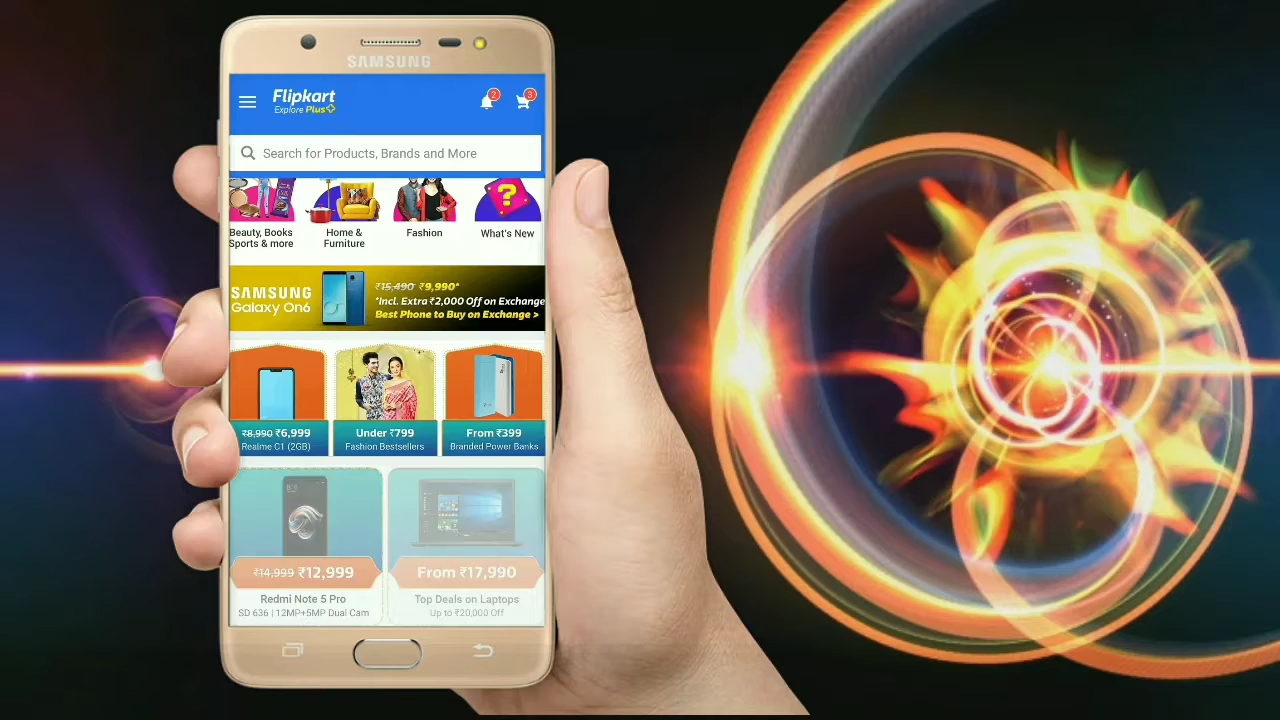 SAMSUNG
Flipkart
Explore Plus
2
3
Search for Products, Brands and More
Beauty, Books
Sports & more
Home &
Furniture
Fashion
What's New
?
SAMSUNG
Galaxy On6
₹15,490 ₹9,990*
*Incl. Extra ₹2,000 Off on Exchange
Best Phone to Buy on Exchange >
₹8,990 ₹6,999
Realme C1 (2GB)
Under ₹799
Fashion Bestsellers
From ₹399
Branded Power Banks
₹14,999 ₹12,999
Redmi Note 5 Pro
SD 636 | 12MP+5MP Dual Cam
From ₹17,990
Top Deals on Laptops
Up to ₹20,000 Off